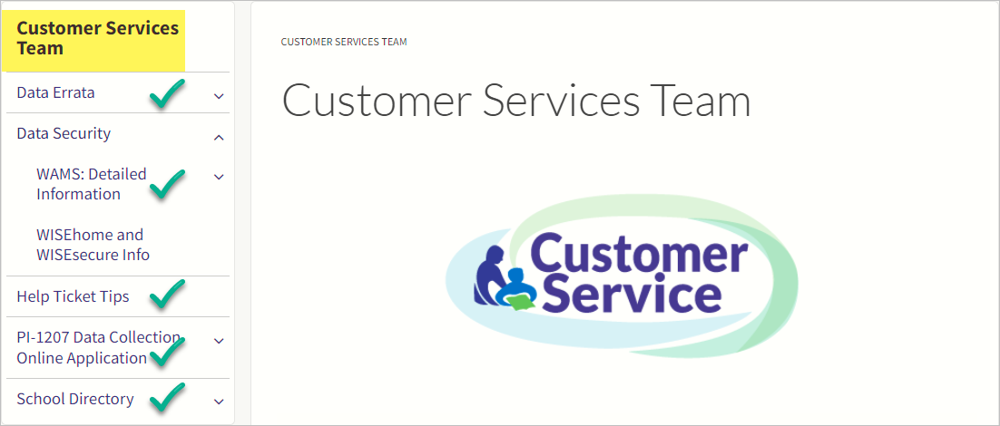 Customer Services
Team
Data Errata
Data Security
WAMS: Detailed
Information
WISEhome and
WISEsecure Info
Help Ticket Tips
PI-1207 Data Collection
Online Application
School Directory
CUSTOMER SERVICES TEAM
Customer Services Team
Customer
Service